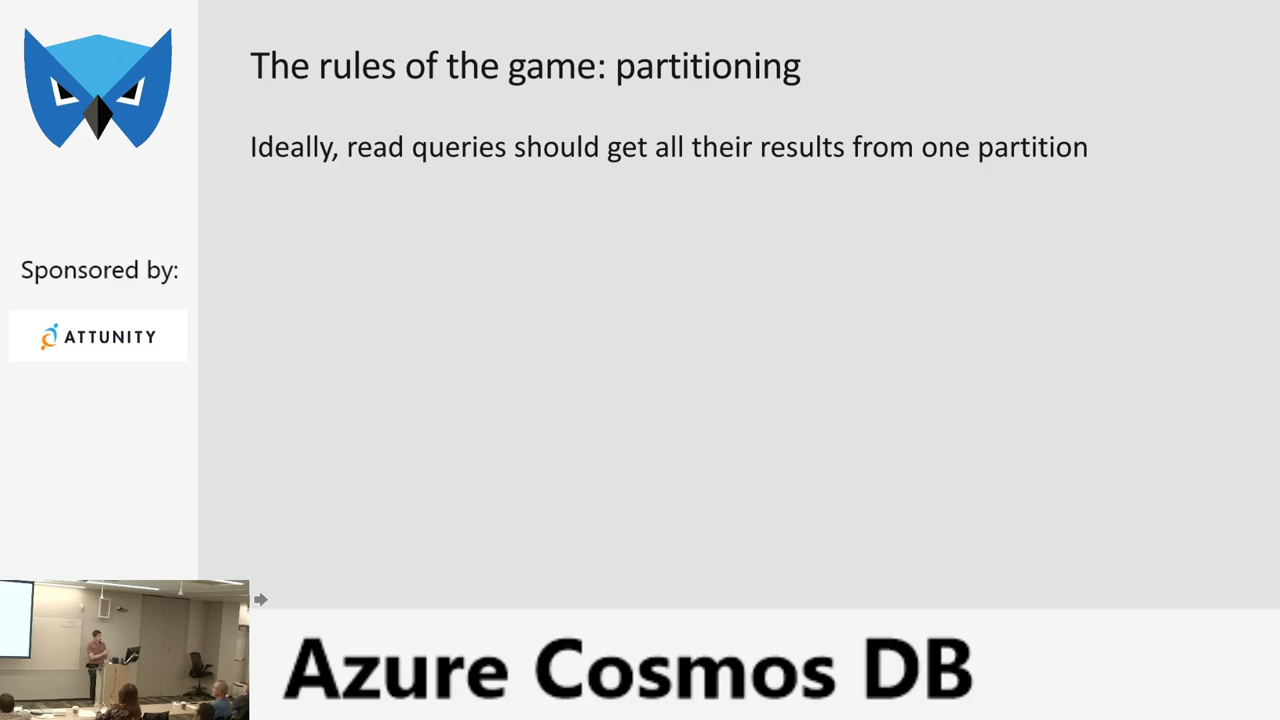 The rules of the game: partitioning
Ideally, read queries should get all their results from one partition
Sponsored by:
ATTUNITY
Azure Cosmos DB